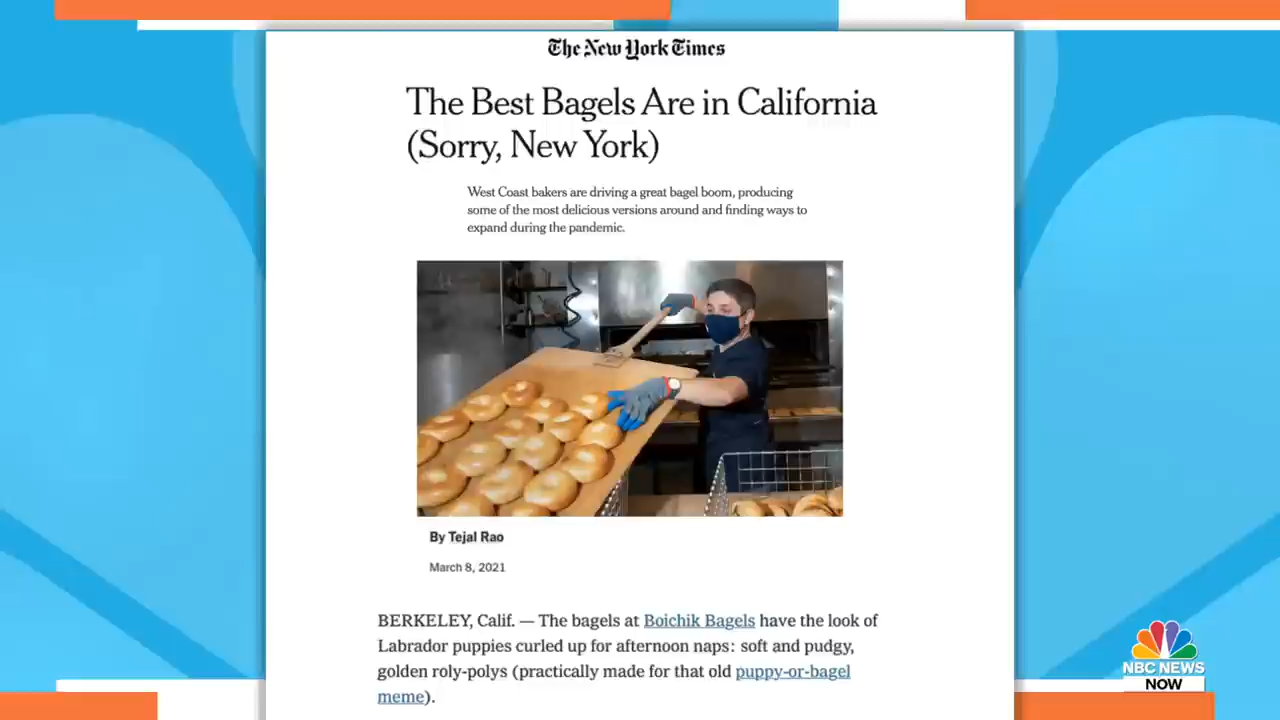 The New York Times
The Best Bagels Are in California
(Sorry, New York)
West Coast bakers are driving a great bagel boom, producing
some of the most delicious versions around and finding ways to
expand during the pandemic.
By Tejal Rao
March 8, 2021
BERKELEY, Calif. — The bagels at Boichik Bagels have the look of
Labrador puppies curled up for afternoon naps: soft and pudgy,
golden roly-polys (practically made for that old puppy-or-bagel
meme).
NBC NEWS
NOW